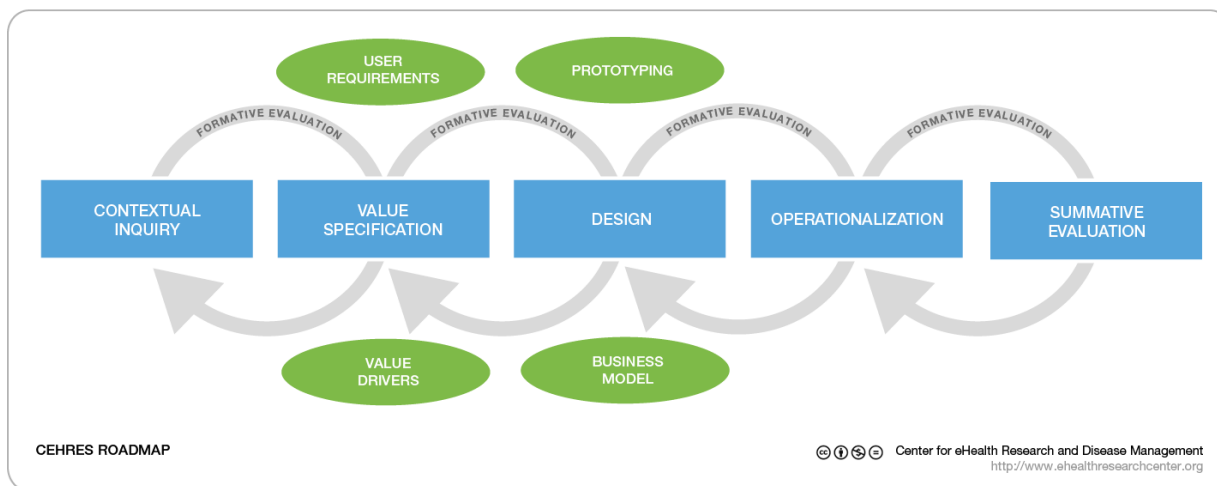 USER
REQUIREMENTS
PROTOTYPING
FORMATIVE EVALUATION
FORMATIVE EVALUATION
FORMATIVE EVALUATION
FORMATIVE EVALUATION
CONTEXTUAL
INQUIRY
VALUE
SPECIFICATION
DESIGN
OPERATIONALIZATION
SUMMATIVE
EVALUATION
VALUE
DRIVERS
BUSINESS
MODEL
CEHRES ROADMAP
cc Center for eHealth Research and Disease Management
http://www.ehealthresearchcenter.org